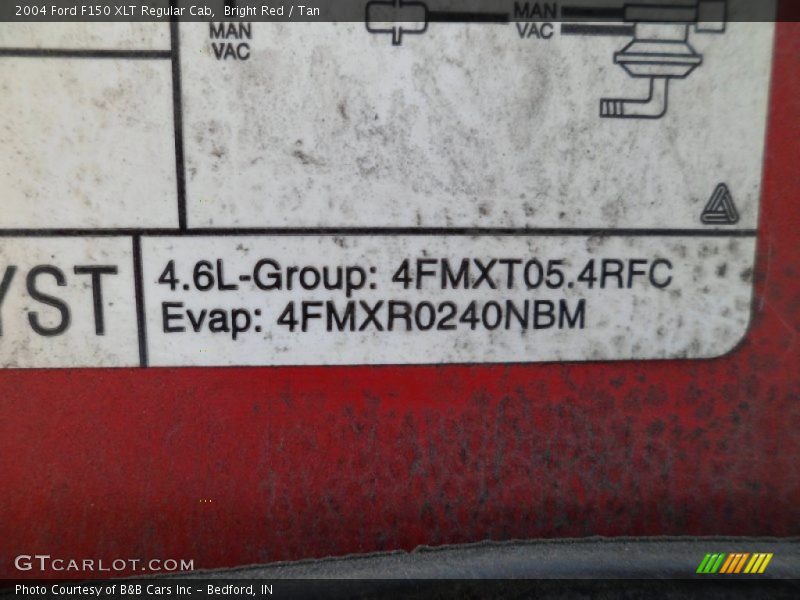 2004 Ford F150 XLT Regular Cab, Bright Red / Tan
MAN
VAC
MAN
VAC
YST
4.6L-Group: 4FMXT05.4RFC
Evap: 4FMXR0240NBM
GTCARLOT.COM
Photo Courtesy of B&B Cars Inc - Bedford, IN